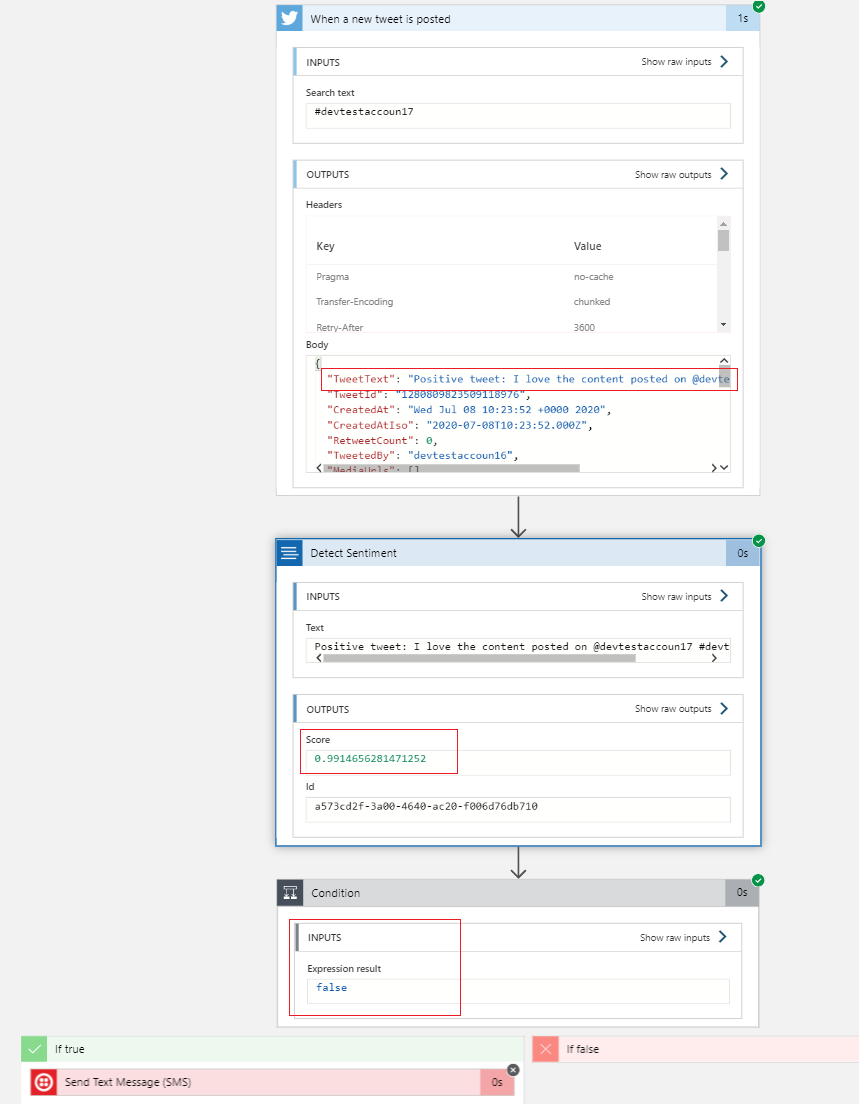 When a new tweet is posted
1s
INPUTS
Show raw inputs
Search text
#devtestaccoun17
OUTPUTS
Show raw outputs
Headers
Key Value
Pragma no-cache
Transfer-Encoding chunked
Retry-After 3600
Body
{
"TweetText": "Positive tweet: I love the content posted on @devte
"TweetId": "1280809823509118976",
"CreatedAt": "Wed Jul 08 10:23:52 +0000 2020",
"CreatedAtIso": "2020-07-08T10:23:52.000Z",
"RetweetCount": 0,
"TweetedBy": "devtestaccoun16",
"MediaUrls": [
Detect Sentiment
0s
INPUTS
Show raw inputs
Text
Positive tweet: I love the content posted on @devtestaccoun17 #devt
OUTPUTS
Show raw outputs
Score
0.9914656281471252
Id
a573cd2f-3a00-4640-ac20-f006d76db710
Condition
0s
INPUTS
Show raw inputs
Expression result
false
If true
Send Text Message (SMS)
0s
If false